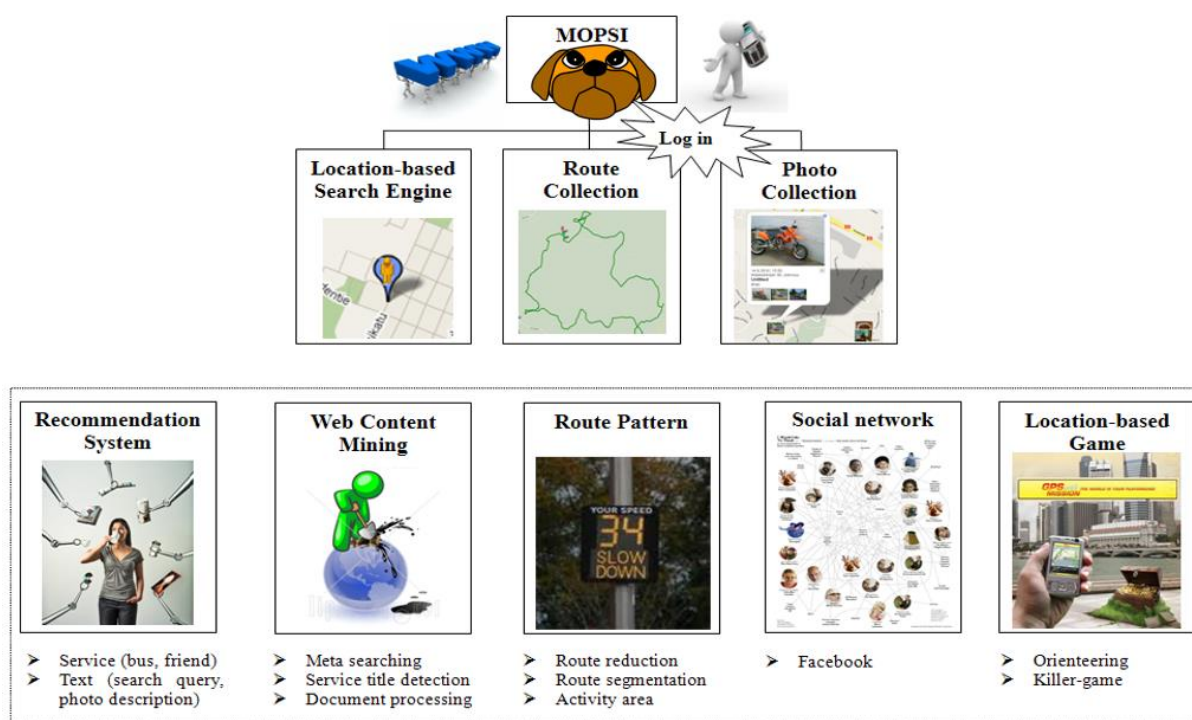 MOPSI
Log in
Location-based
Search Engine
Route
Collection
Photo
Collection
Recommendation
System
Web Content
Mining
Route Pattern
YOUR SPEED
34
SLOW
DOWN
Social network
Location-based
Game
GPS
MISSION
➢ Service (bus, friend)
➢ Text (search query,
photo description)
➢ Meta searching
➢ Service title detection
➢ Document processing
➢ Route reduction
➢ Route segmentation
➢ Activity area
➢ Facebook
➢ Orienteering
➢ Killer-game